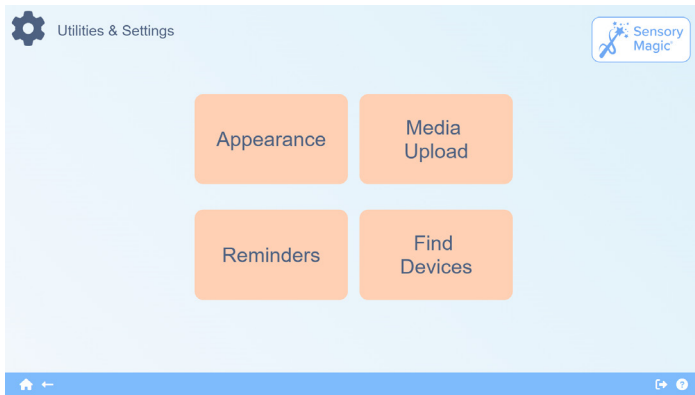 Utilities & Settings
Sensory
Magic
Appearance
Media
Upload
Reminders
Find
Devices